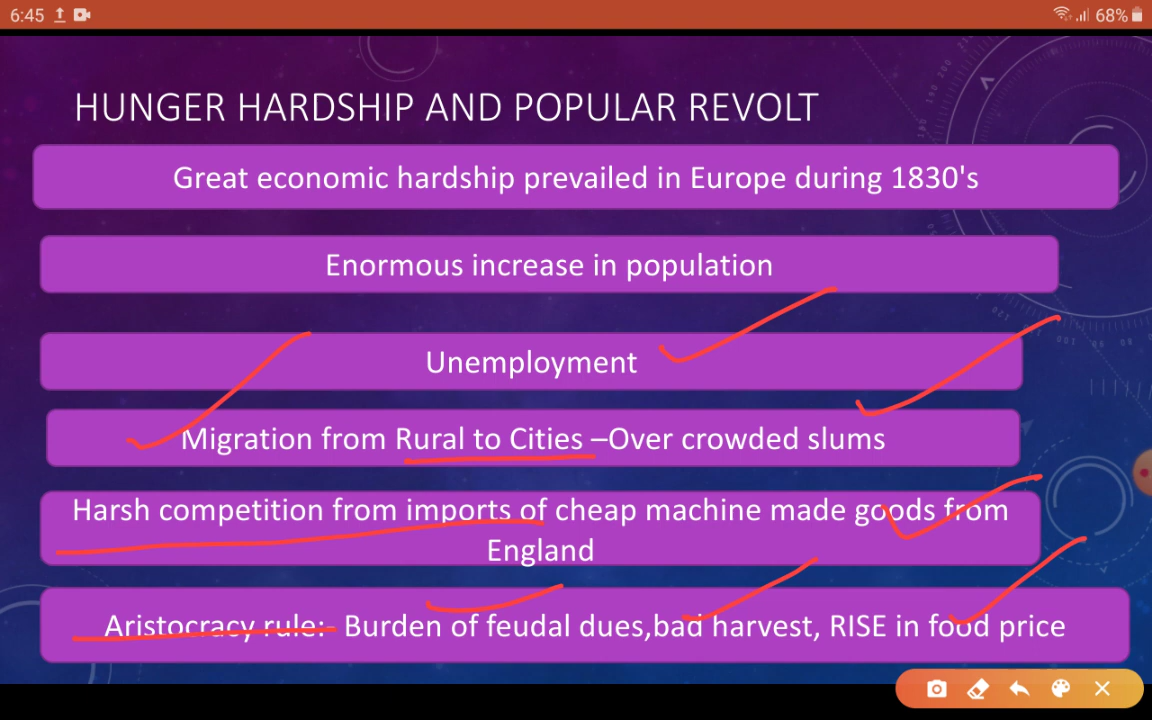 6:45
68%
HUNGER HARDSHIP AND POPULAR REVOLT
Great economic hardship prevailed in Europe during 1830's
Enormous increase in population
Unemployment
Migration from Rural to Cities –Over crowded slums
Harsh competition from imports of cheap machine made goods from
England
Aristocracy rule:- Burden of feudal dues,bad harvest, RISE in food price